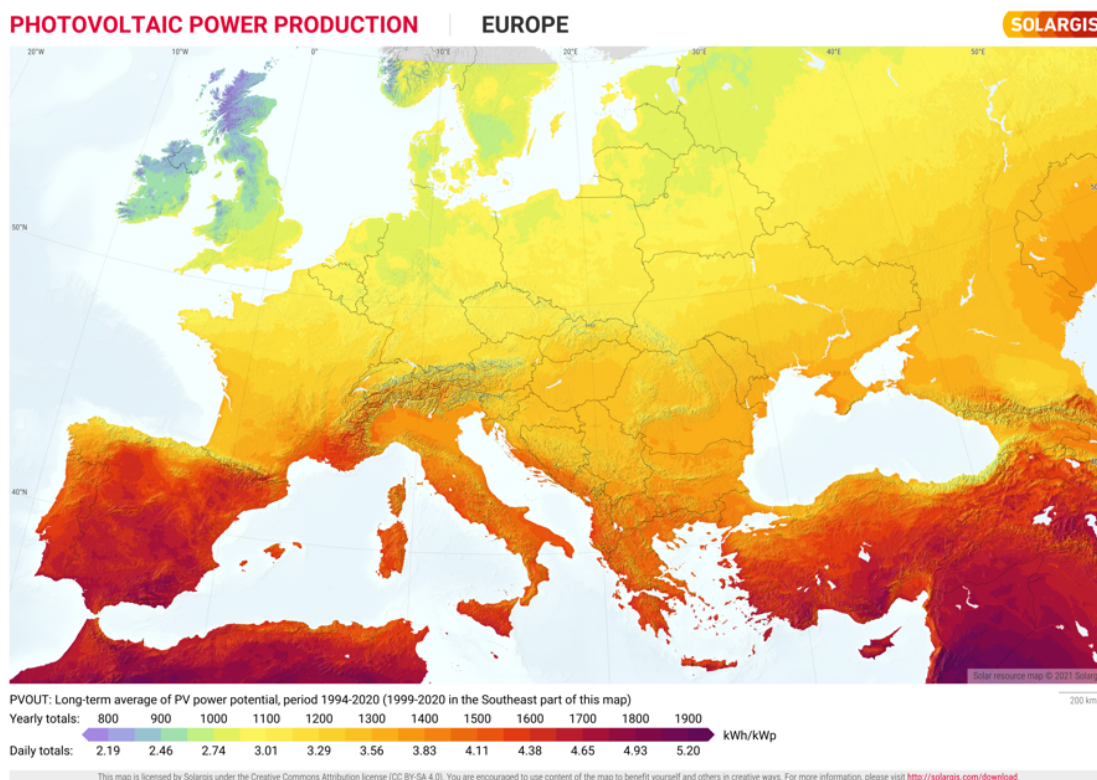 PHOTOVOLTAIC POWER PRODUCTION EUROPE
SOLARGIS
20°W 10°W 0° 10°E 20°E 30°E 40°E 50°E
50°N
40°N
Solar resource map © 2021 Solargis
PVOUT: Long-term average of PV power potential, period 1994-2020 (1999-2020 in the Southeast part of this map)
200 km
Yearly totals: 800 900 1000 1100 1200 1300 1400 1500 1600 1700 1800 1900
kWh/kWp
Daily totals: 2.19 2.46 2.74 3.01 3.29 3.56 3.83 4.11 4.38 4.65 4.93 5.20
This map is licensed by Solargis under the Creative Commons Attribution license (CC BY-SA 4.0). You are encouraged to use content of the map to benefit yourself and others in creative ways. For more information, please visit http://solargis.com/download.